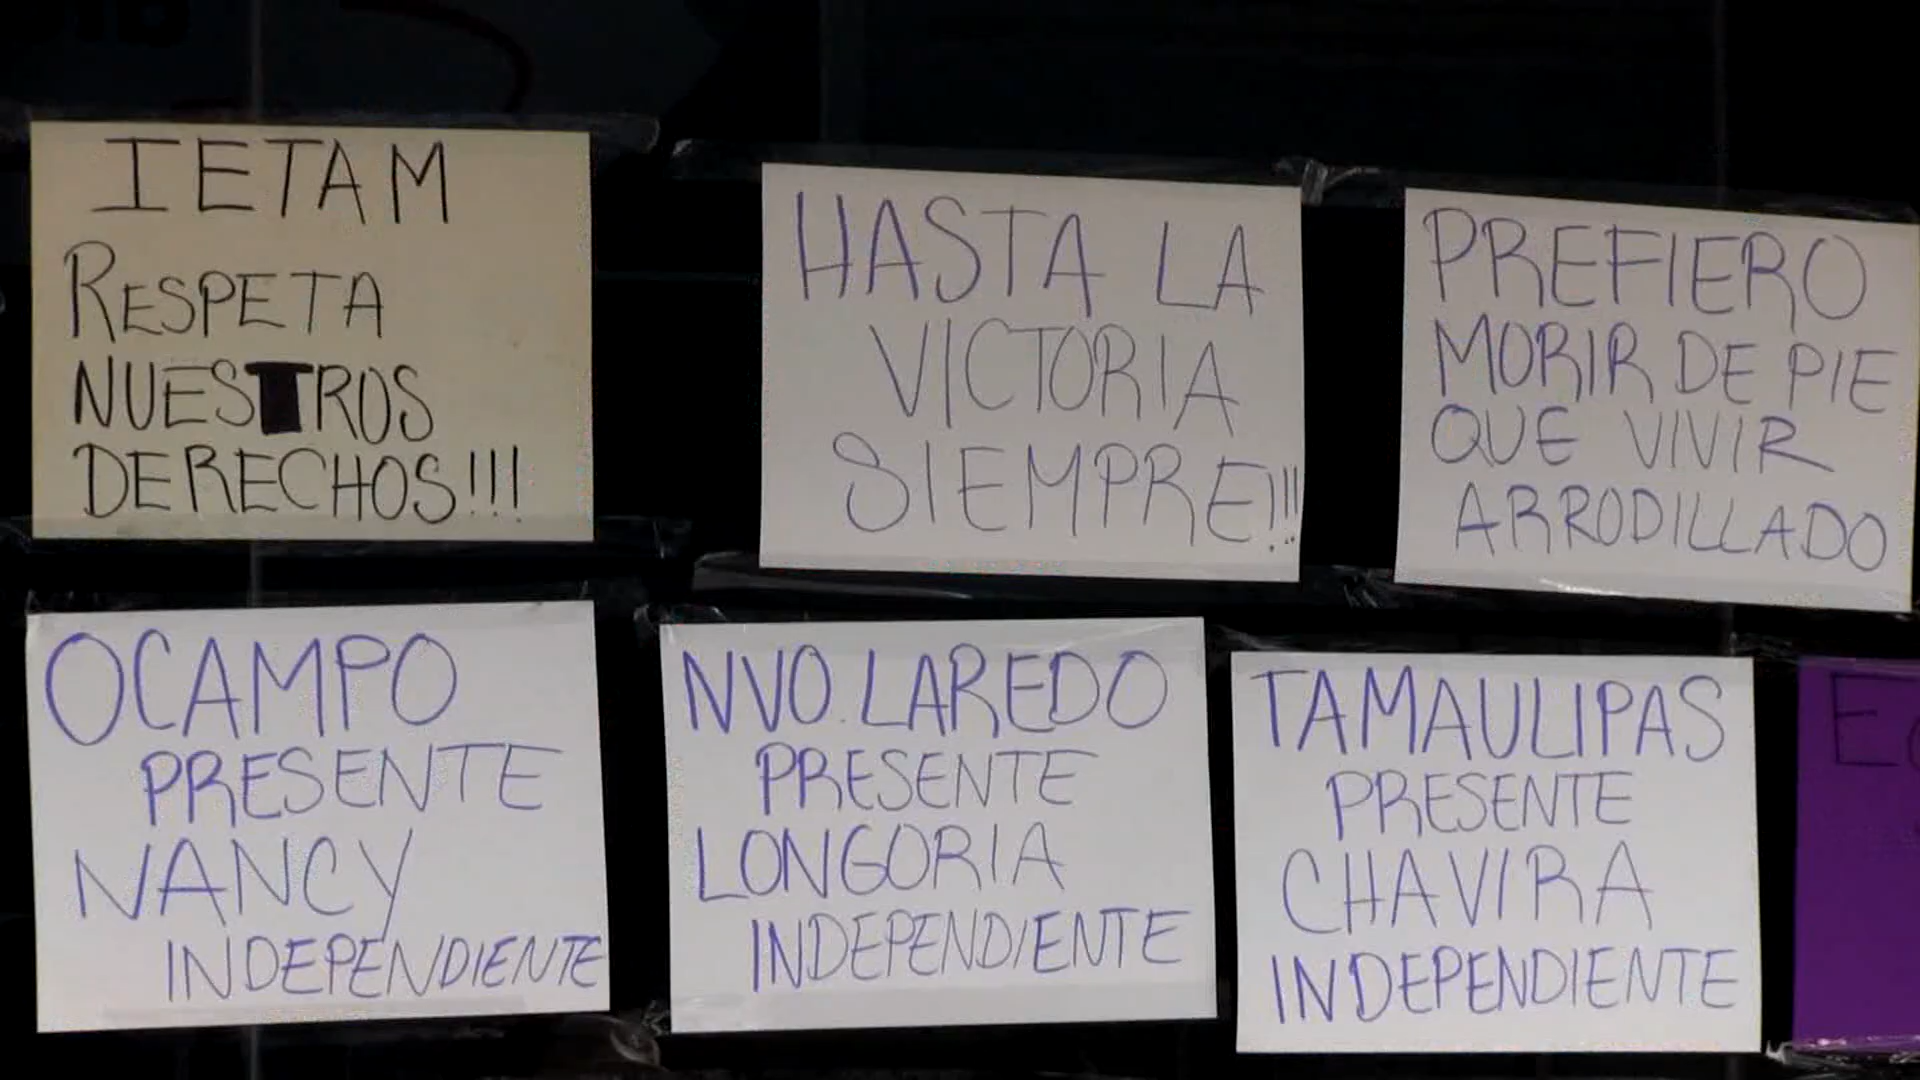 IETAM
RESPETA
NUESTROS
DERECHOS!!!
HASTA LA
VICTORIA
SIEMPRE!!!
PREFIERO
MORIR DE PIE
QUE VIVIR
ARRODILLADO
OCAMPO
PRESENTE
NANCY
INDEPENDIENTE
NVO. LAREDO
PRESENTE
LONGORIA
INDEPENDIENTE
TAMAULIPAS
PRESENTE
CHAVIRA
INDEPENDIENTE